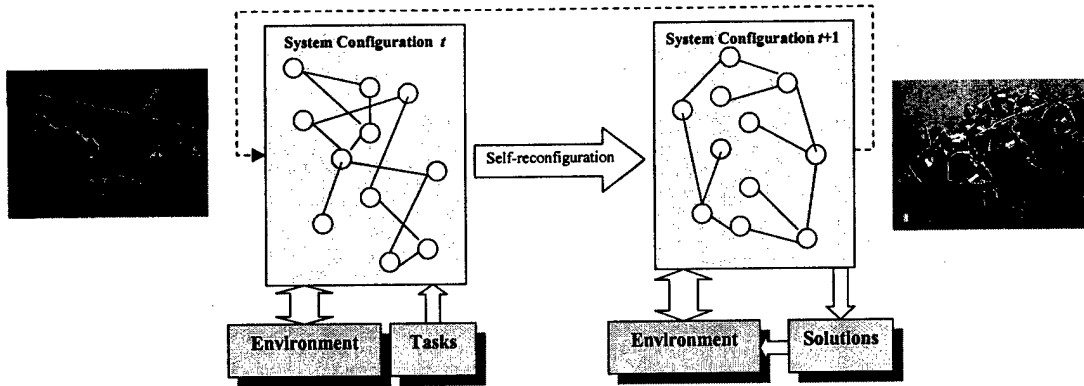 System Configuration t
System Configuration t+1
Self-reconfiguration
Environment
Tasks
Environment
Solutions